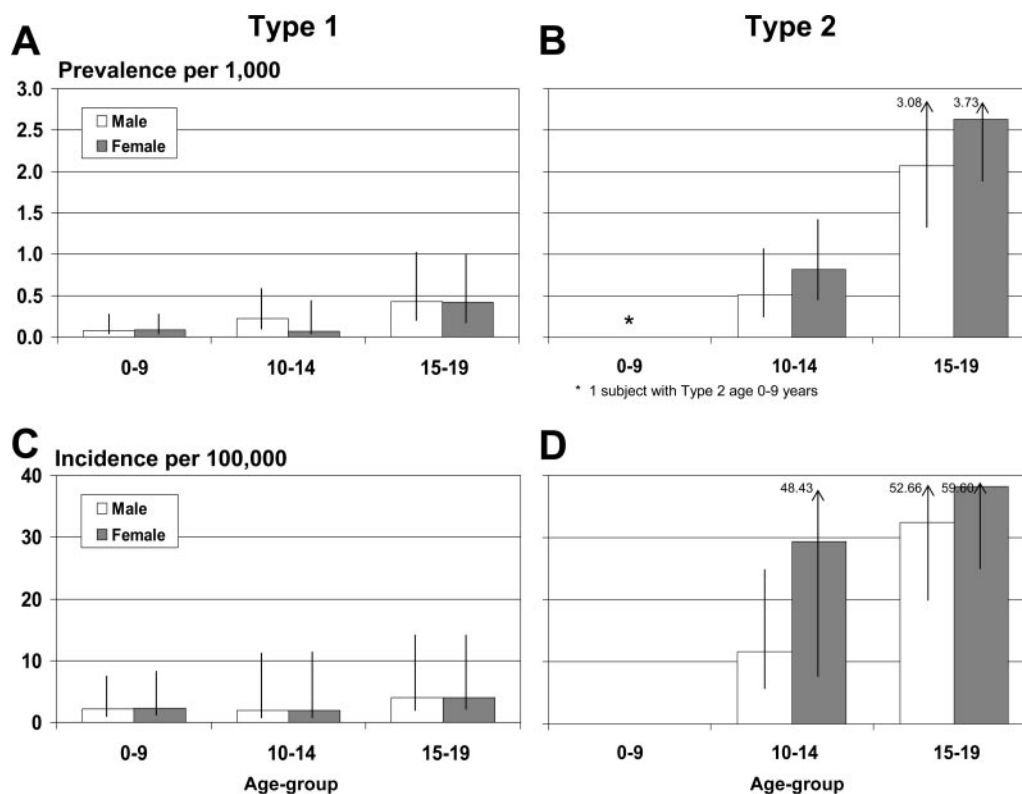 Type 1
Type 2
A
B
Prevalence per 1,000
3.0
2.5
2.0
1.5
1.0
0.5
0.0
Male
Female
3.08
3.73
*
0-9
10-14
15-19
0-9
10-14
15-19
* 1 subject with Type 2 age 0-9 years
C
D
Incidence per 100,000
40
30
20
10
0
Male
Female
48.43
52.66
59.60
0-9
10-14
15-19
0-9
10-14
15-19
Age-group
Age-group